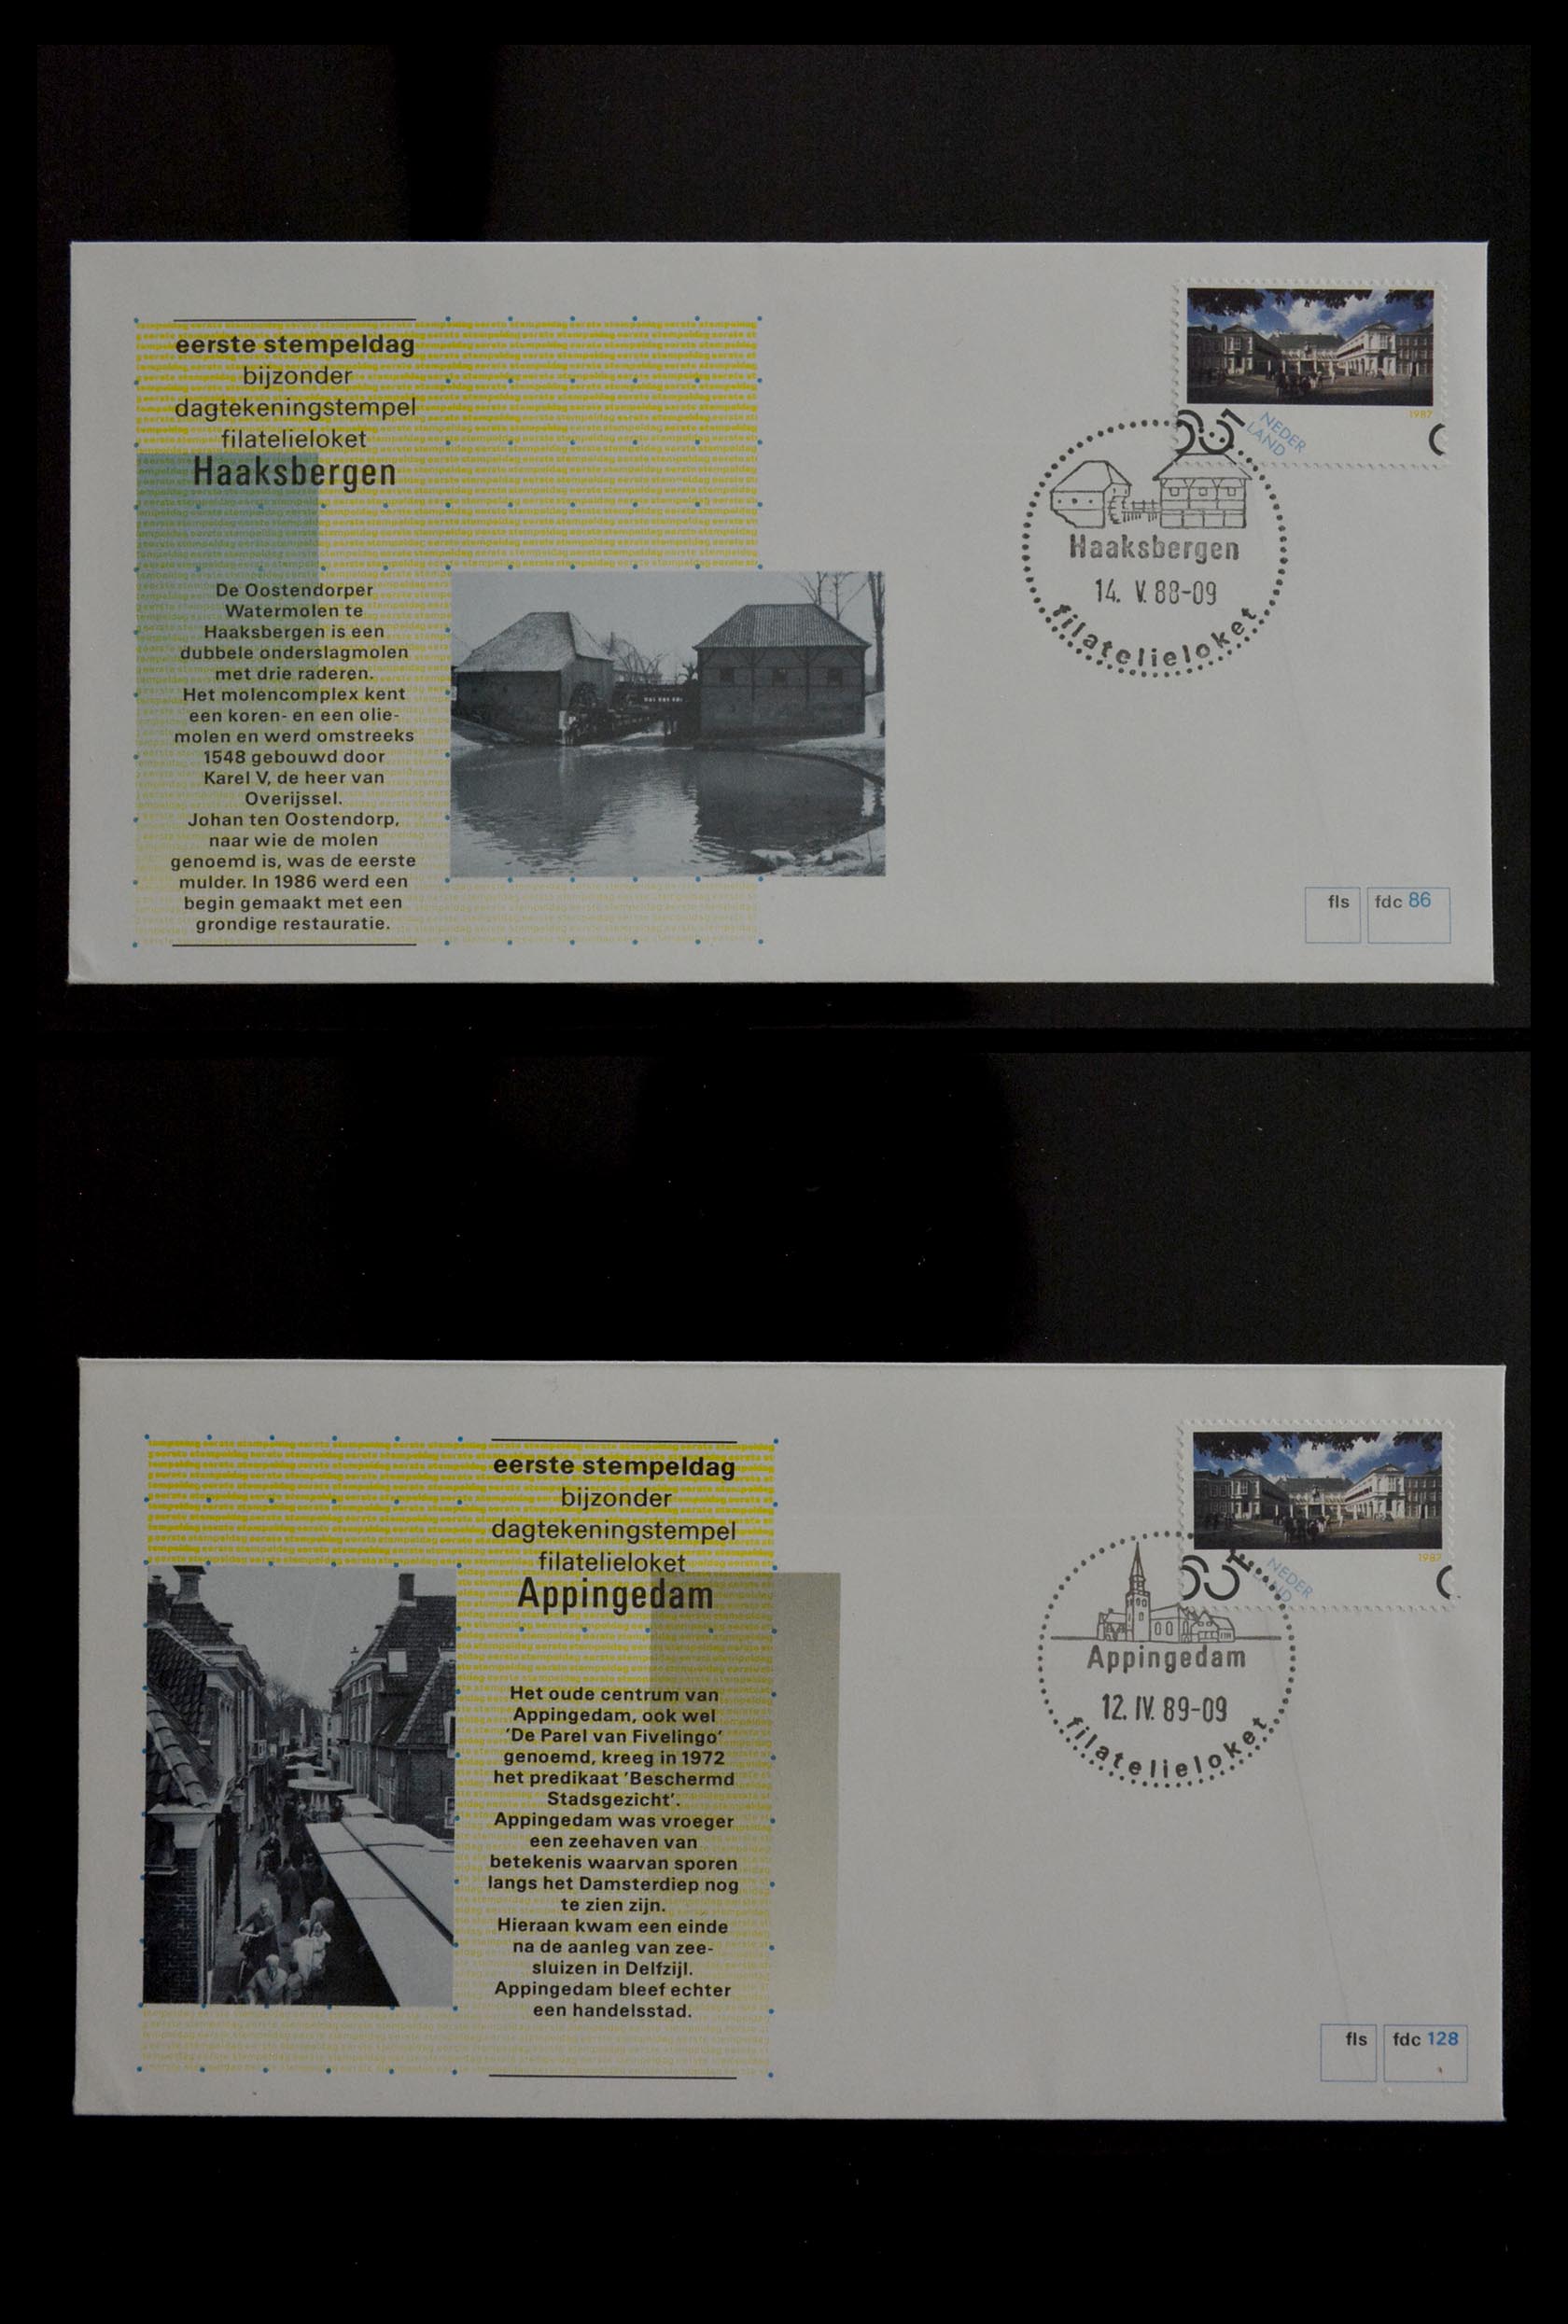 eerste stempeldag
bijzonder
dagtekeningstempel
filatelieloket
Haaksbergen
De Oostendorper
Watermolen te
Haaksbergen is een
dubbele onderslagmolen
met drie raderen.
Het molencomplex kent
een koren- en een olie-
molen en werd omstreeks
1548 gebouwd door
Karel V, de heer van
Overijssel.
Johan ten Oostendorp,
naar wie de molen
genoemd is, was de eerste
mulder. In 1986 werd een
begin gemaakt met een
grondige restauratie.
1987
NEDER
LAND
Haaksbergen
14. V. 88-09
filatelieloket
fls
fdc 86
eerste stempeldag
bijzonder
dagtekeningstempel
filatelieloket
Appingedam
Het oude centrum van
Appingedam, ook wel
'De Parel van Fivelingo'
genoemd, kreeg in 1972
het predikaat 'Beschermd
Stadsgezicht'.
Appingedam was vroeger
een zeehaven van
betekenis waarvan sporen
langs het Damsterdiep nog
te zien zijn.
Hieraan kwam een einde
na de aanleg van zee-
sluizen in Delfzijl.
Appingedam bleef echter
een handelsstad.
1987
NEDER
LAND
Appingedam
12. IV. 89-09
filatelieloket
fls
fdc 128